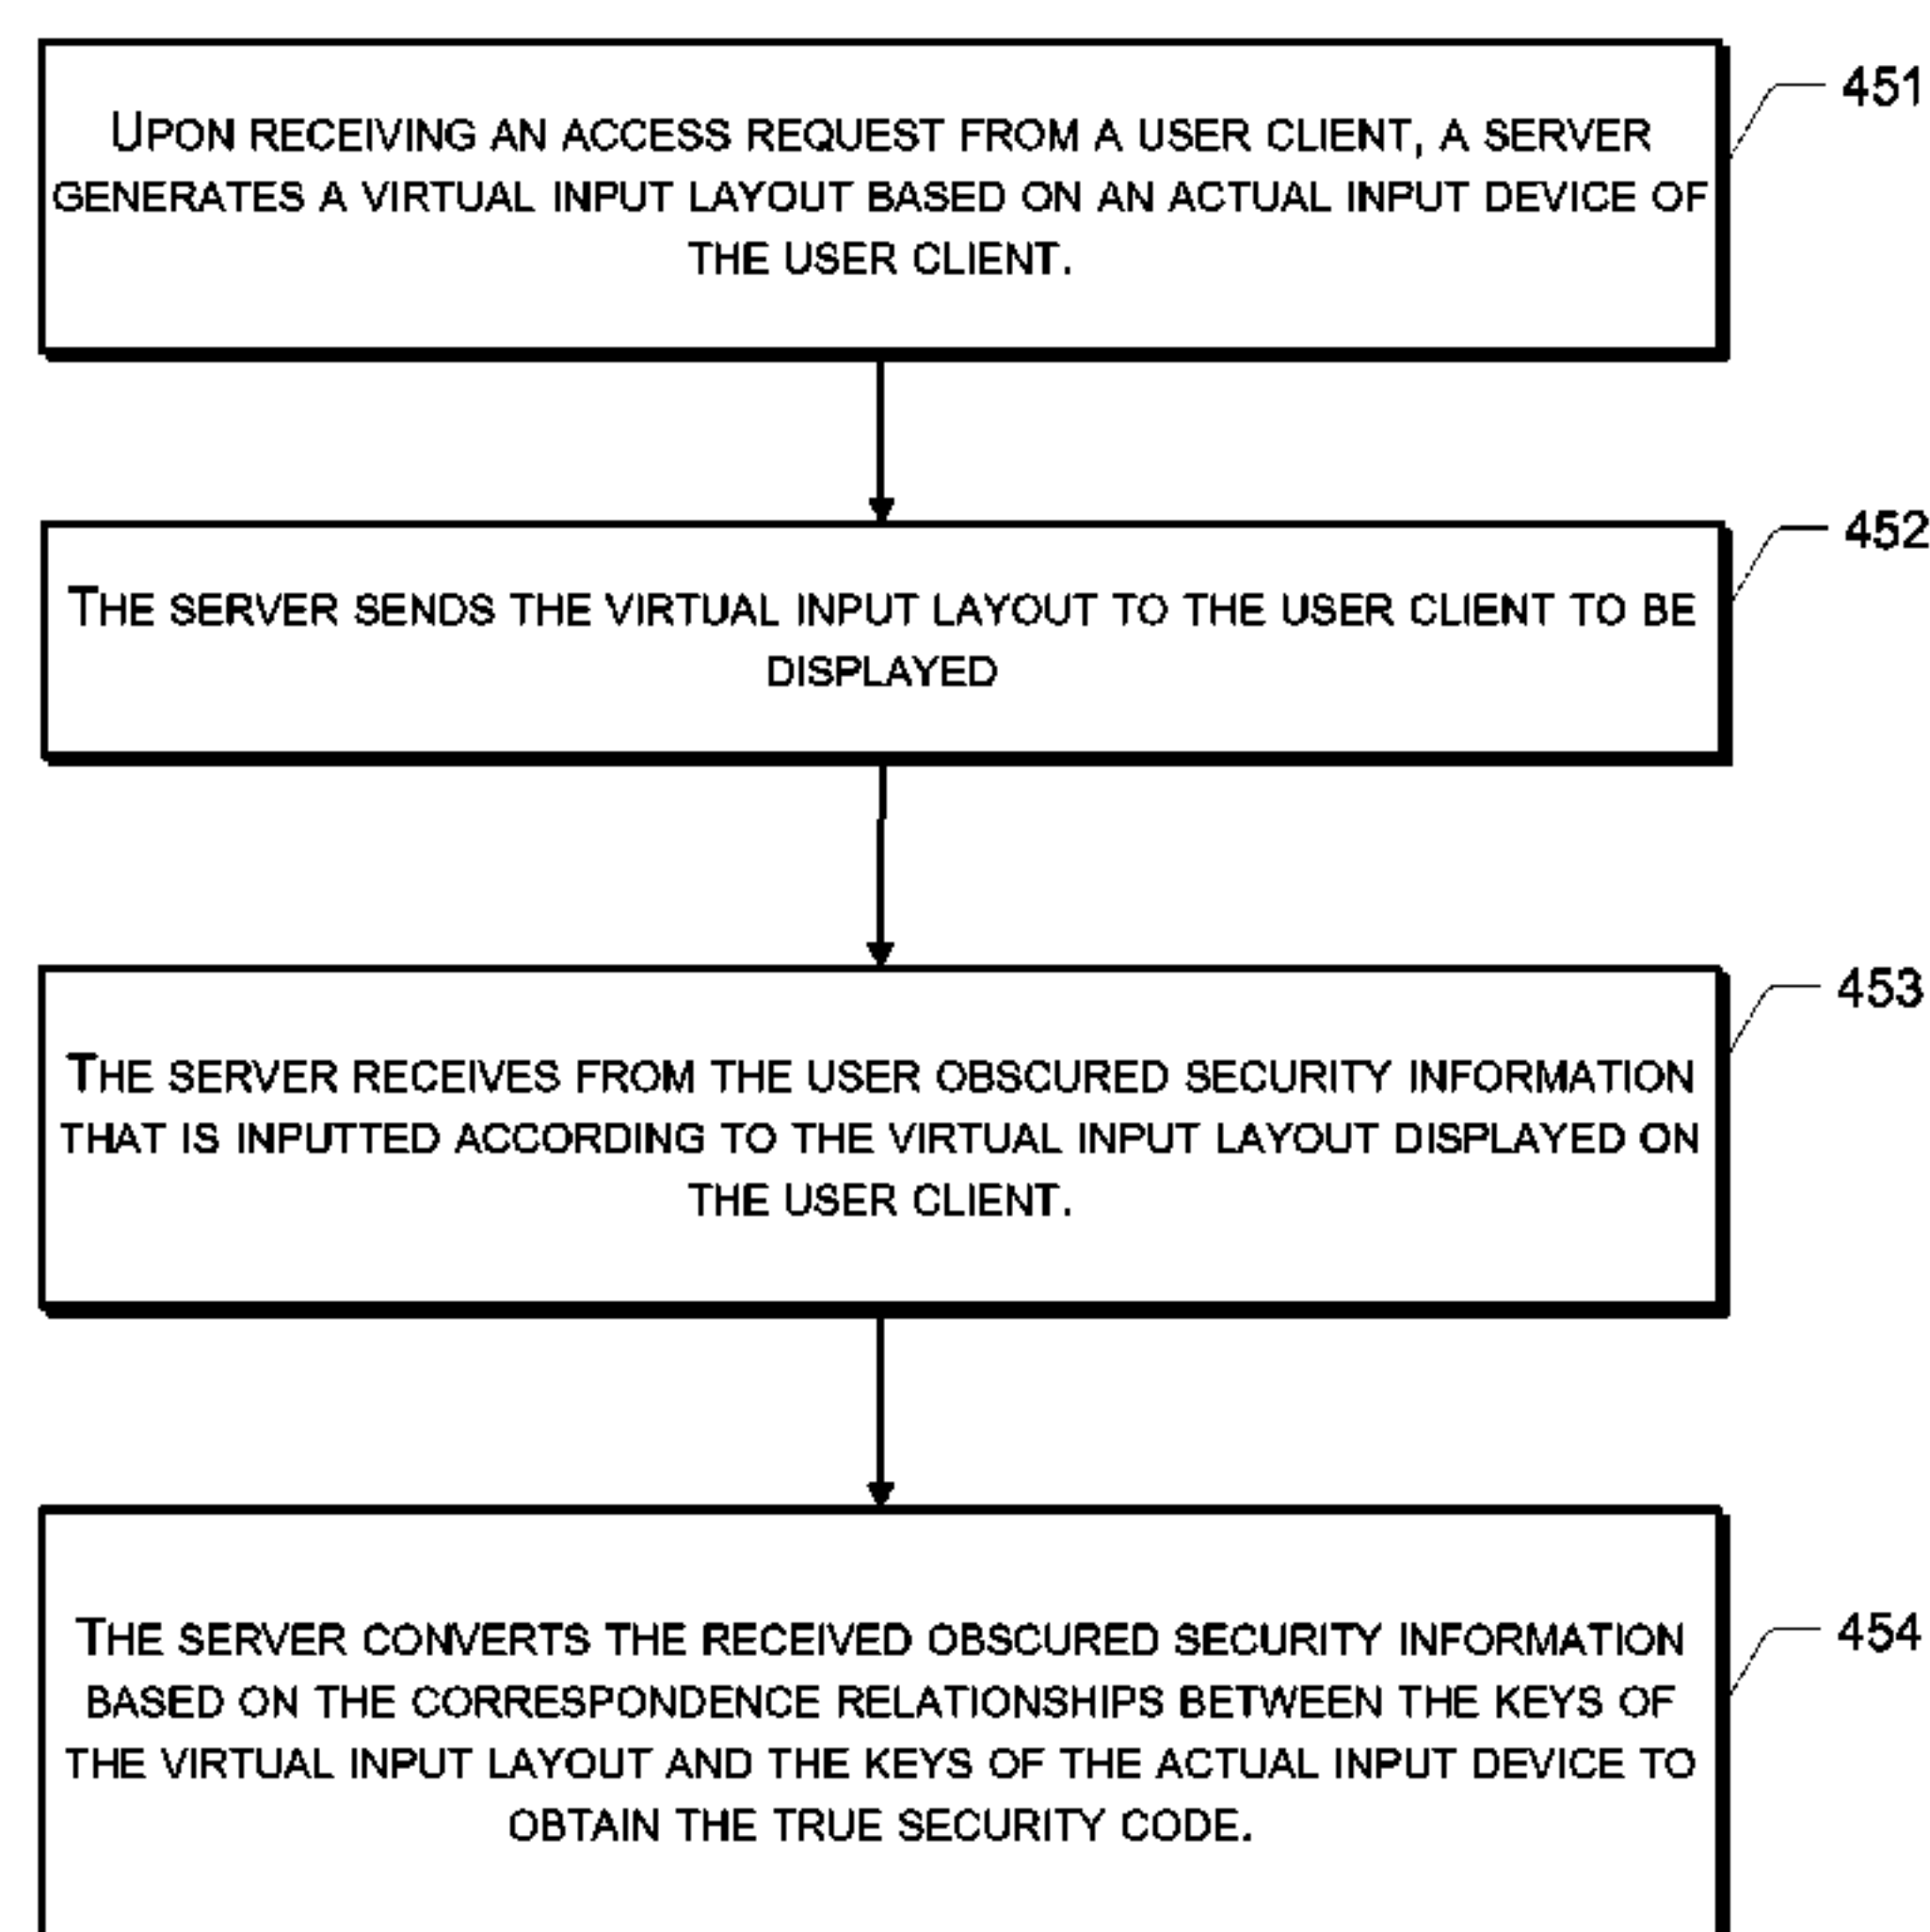 451
UPON RECEIVING AN ACCESS REQUEST FROM A USER CLIENT, A SERVER
GENERATES A VIRTUAL INPUT LAYOUT BASED ON AN ACTUAL INPUT DEVICE OF
THE USER CLIENT.
452
THE SERVER SENDS THE VIRTUAL INPUT LAYOUT TO THE USER CLIENT TO BE
DISPLAYED
453
THE SERVER RECEIVES FROM THE USER OBSCURED SECURITY INFORMATION
THAT IS INPUTTED ACCORDING TO THE VIRTUAL INPUT LAYOUT DISPLAYED ON
THE USER CLIENT.
454
THE SERVER CONVERTS THE RECEIVED OBSCURED SECURITY INFORMATION
BASED ON THE CORRESPONDENCE RELATIONSHIPS BETWEEN THE KEYS OF
THE VIRTUAL INPUT LAYOUT AND THE KEYS OF THE ACTUAL INPUT DEVICE TO
OBTAIN THE TRUE SECURITY CODE.